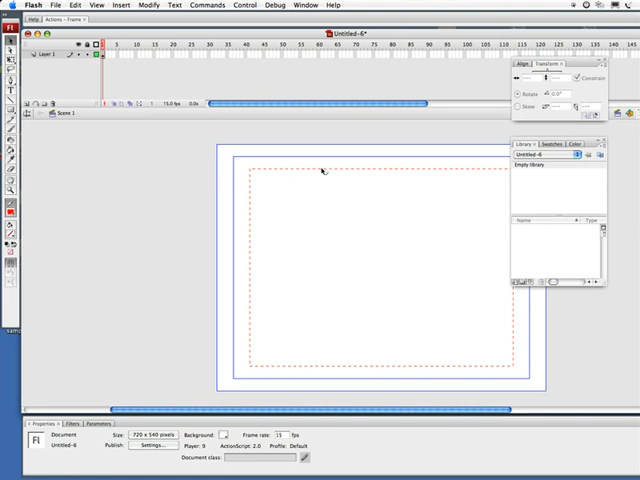 Flash File Edit View Insert Modify Text Commands Control Debug Window Help
Help Actions - Frame
Untitled-6*
5 10 15 20 25 30 35 40 45 50 55 60 65 70 75 80 85 90 95 100 105 110 115 120 125 130 135 140 145
Layer 1
1 15.0 fps 0.0s
Scene 1
Align Transform
Constrain
Rotate 0.0°
Skew
Library Swatches Color
Untitled-6
Empty library
Name Type
Properties Filters Parameters
Fl
Document Size: 720 x 540 pixels Background: Frame rate: 15 fps
Untitled-6 Publish: Settings... Player: 9 ActionScript: 2.0 Profile: Default
Document class: